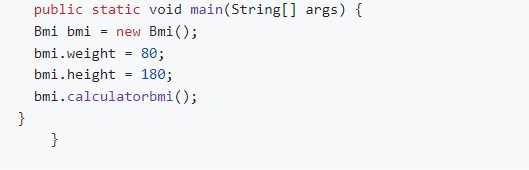 public static void main(String[] args) {
Bmi bmi = new Bmi();
bmi.weight = 80;
bmi.height = 180;
bmi.calculatorbmi();
}
}